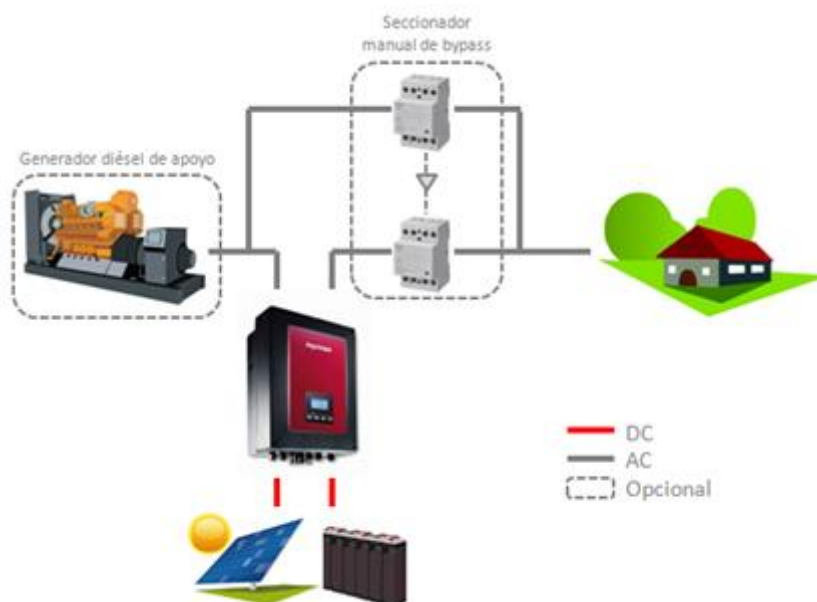 Seccionador
manual de bypass
Generador diésel de apoyo
DC
AC
Opcional